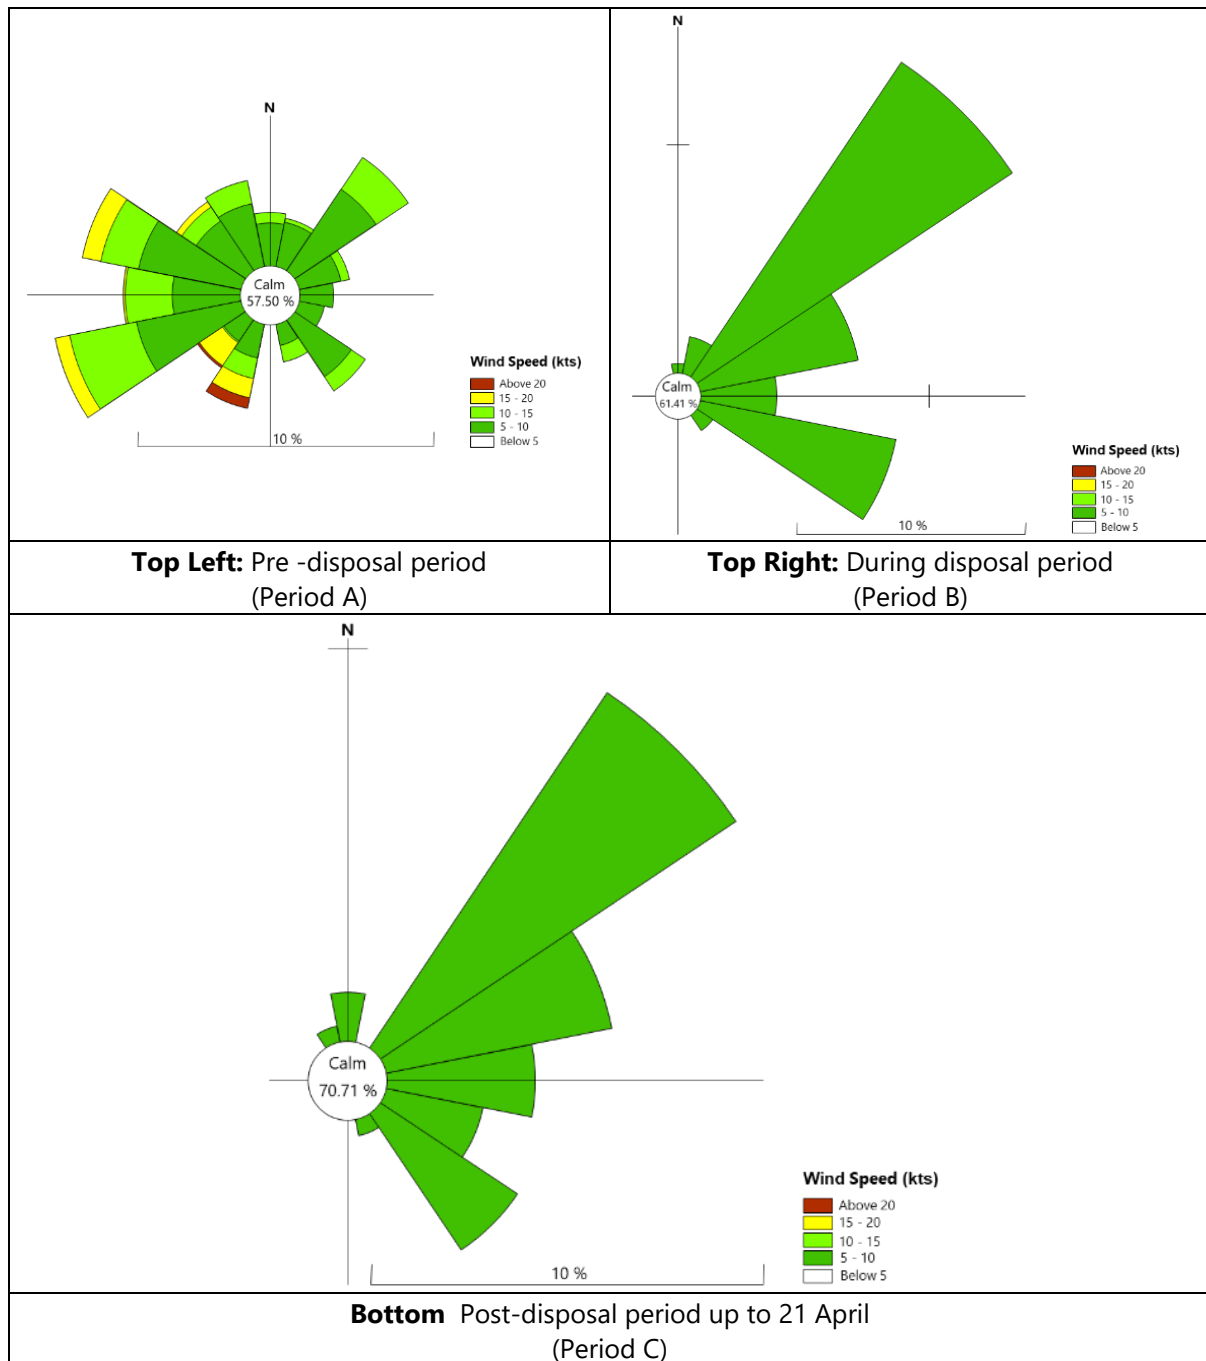 N
Calm
57.50 %
10 %
Wind Speed (kts)
Above 20
15 - 20
10 - 15
5 - 10
Below 5
Top Left: Pre -disposal period
(Period A)
N
Calm
61.41 %
10 %
Wind Speed (kts)
Above 20
15 - 20
10 - 15
5 - 10
Below 5
Top Right: During disposal period
(Period B)
N
Calm
70.71 %
10 %
Wind Speed (kts)
Above 20
15 - 20
10 - 15
5 - 10
Below 5
Bottom  Post-disposal period up to 21 April
(Period C)